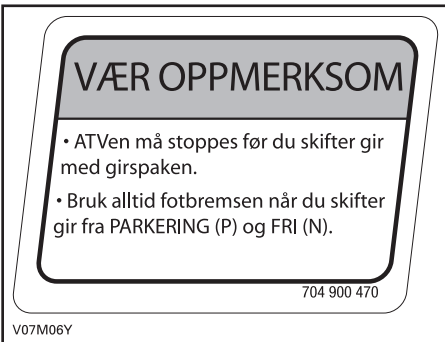 VÆR OPPMERKSOM
• ATVen må stoppes før du skifter gir
med girspaken.
• Bruk alltid fotbremsen når du skifter
gir fra PARKERING (P) og FRI (N).
704 900 470
V07M06Y